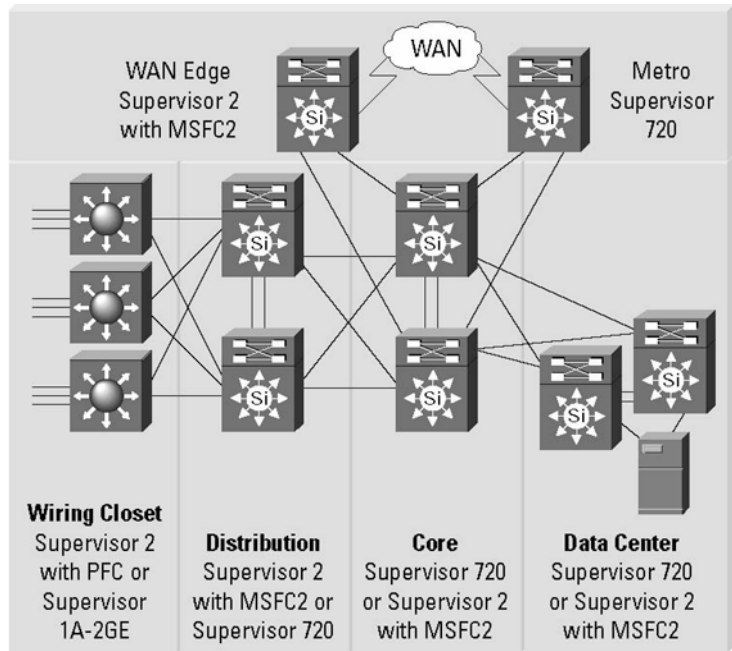 WAN Edge
Supervisor 2
with MSFC2
WAN
Metro
Supervisor
720
Si
Si
Si
Si
Si
Si
Si
Si
Wiring Closet
Supervisor 2
with PFC or
Supervisor
1A-2GE
Distribution
Supervisor 2
with MSFC2 or
Supervisor 720
Core
Supervisor 720
or Supervisor 2
with MSFC2
Data Center
Supervisor 720
or Supervisor 2
with MSFC2